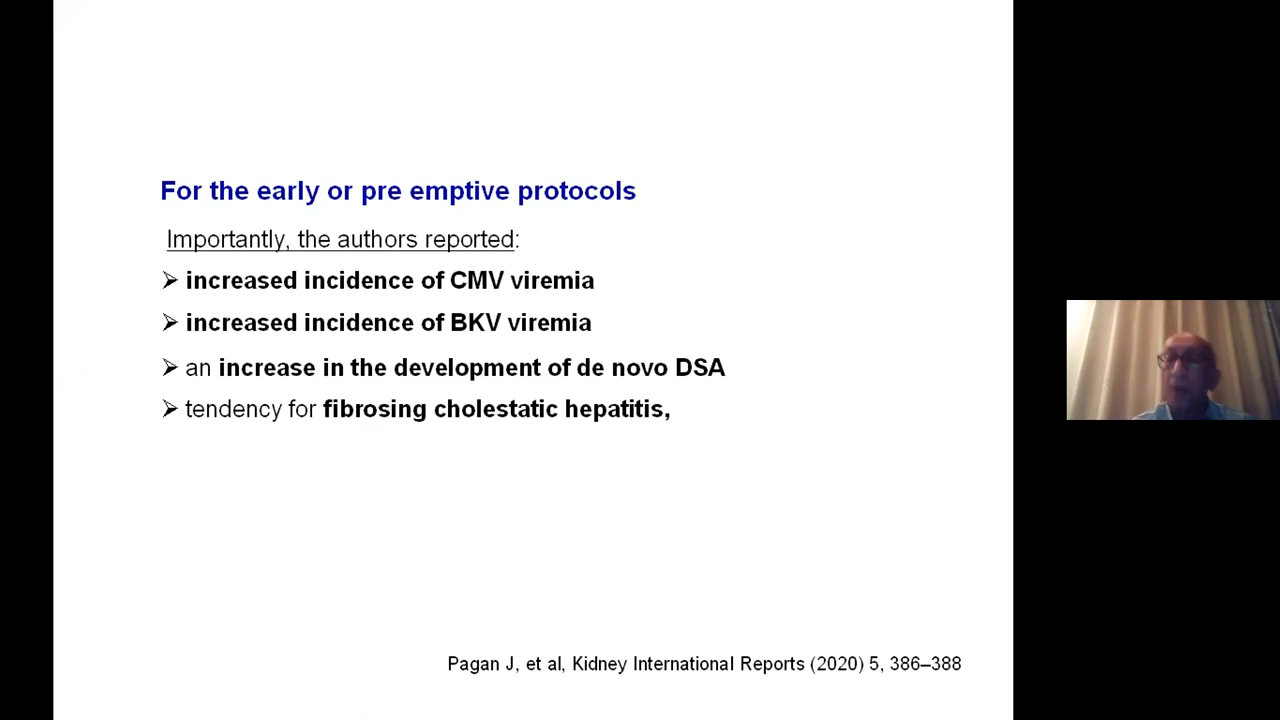 For the early or pre emptive protocols
Importantly, the authors reported:
➢ increased incidence of CMV viremia
➢ increased incidence of BKV viremia
➢ an increase in the development of de novo DSA
➢ tendency for fibrosing cholestatic hepatitis,
Pagan J, et al, Kidney International Reports (2020) 5, 386–388